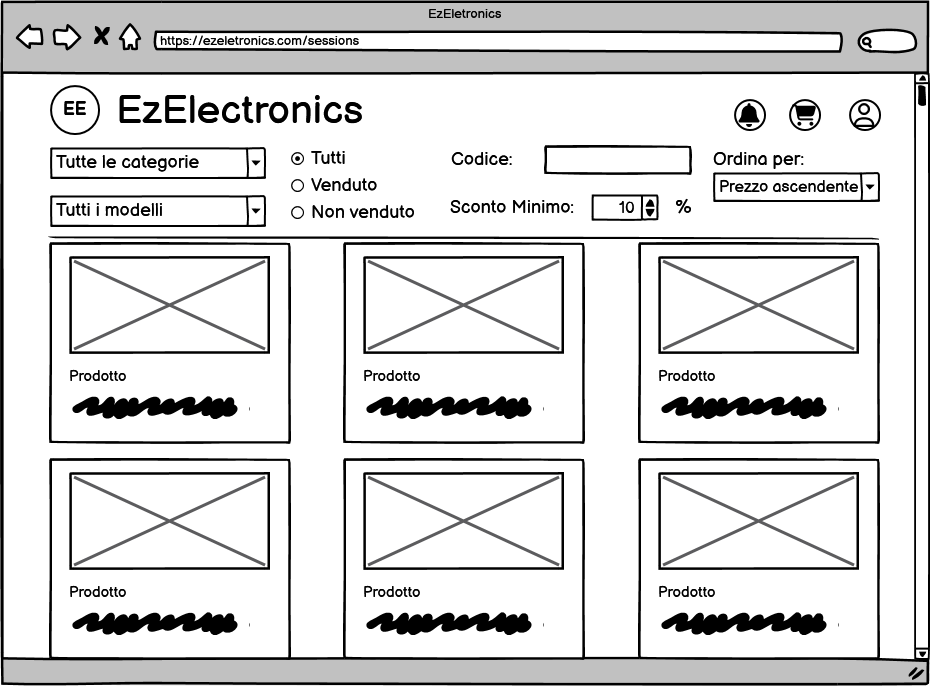 EzEletronics
https://ezeletronics.com/sessions
EE
EzElectronics
Tutte le categorie
Tutti i modelli
Tutti
Venduto
Non venduto
Codice:
Sconto Minimo: 10 %
Ordina per:
Prezzo ascendente
Prodotto
Prodotto
Prodotto
Prodotto
Prodotto
Prodotto